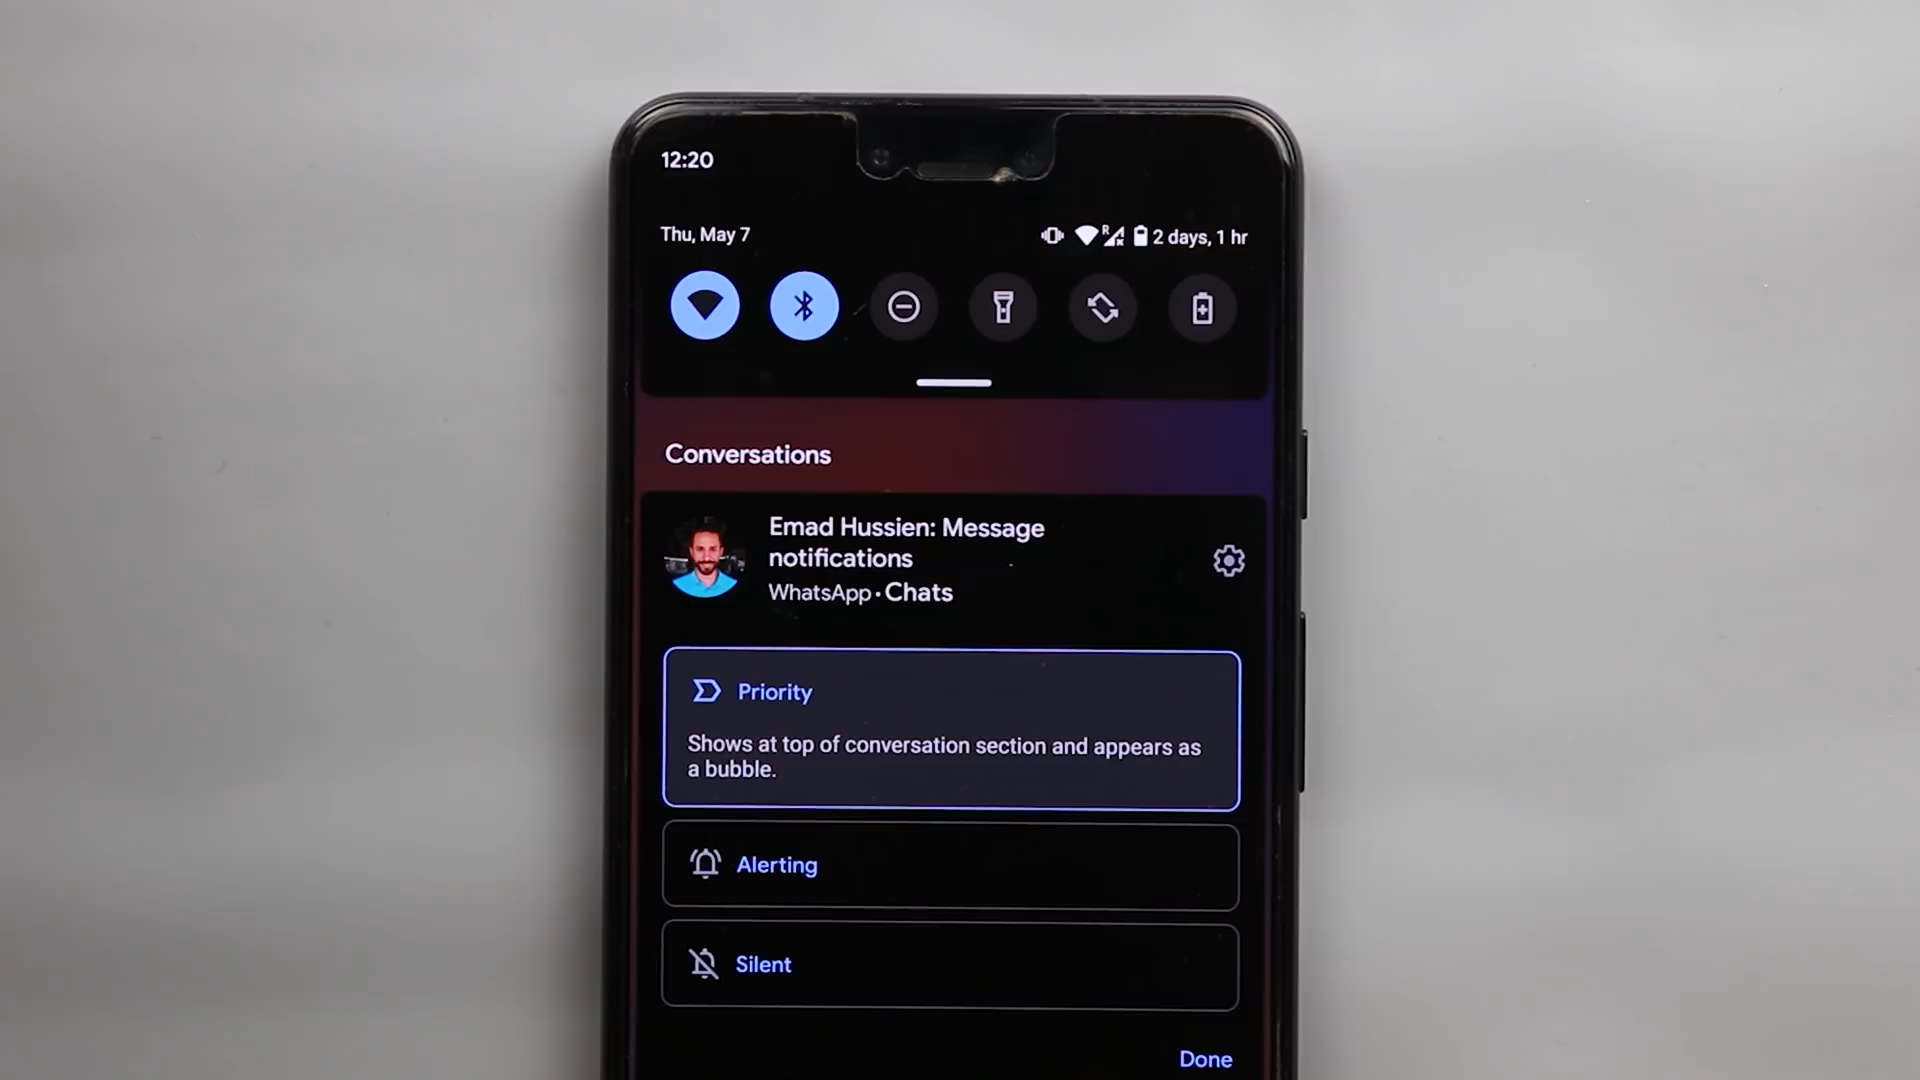 12:20
Thu, May 7
R
2 days, 1 hr
Conversations
Emad Hussien: Message
notifications
WhatsApp • Chats
Priority
Shows at top of conversation section and appears as
a bubble.
Alerting
Silent
Done